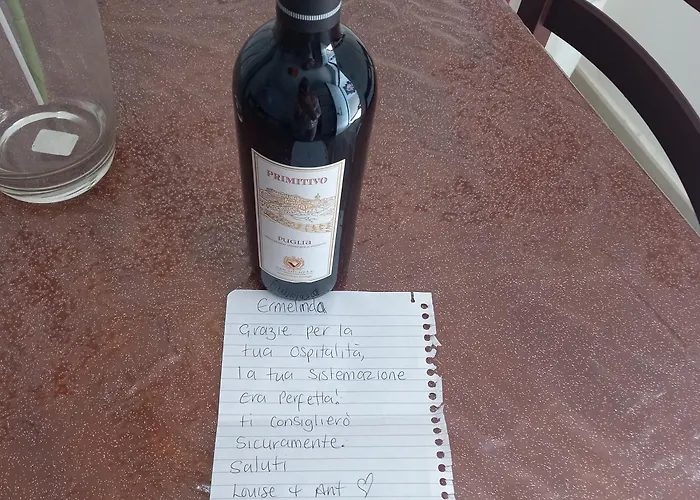 PRIMITIVO
PUGLIA
Ermelinda
Grazie per la
tua ospitalità,
la tua sistemazione
era perfetta!
ti consiglierò
sicuramente.
Saluti
Louise + Ant ♡